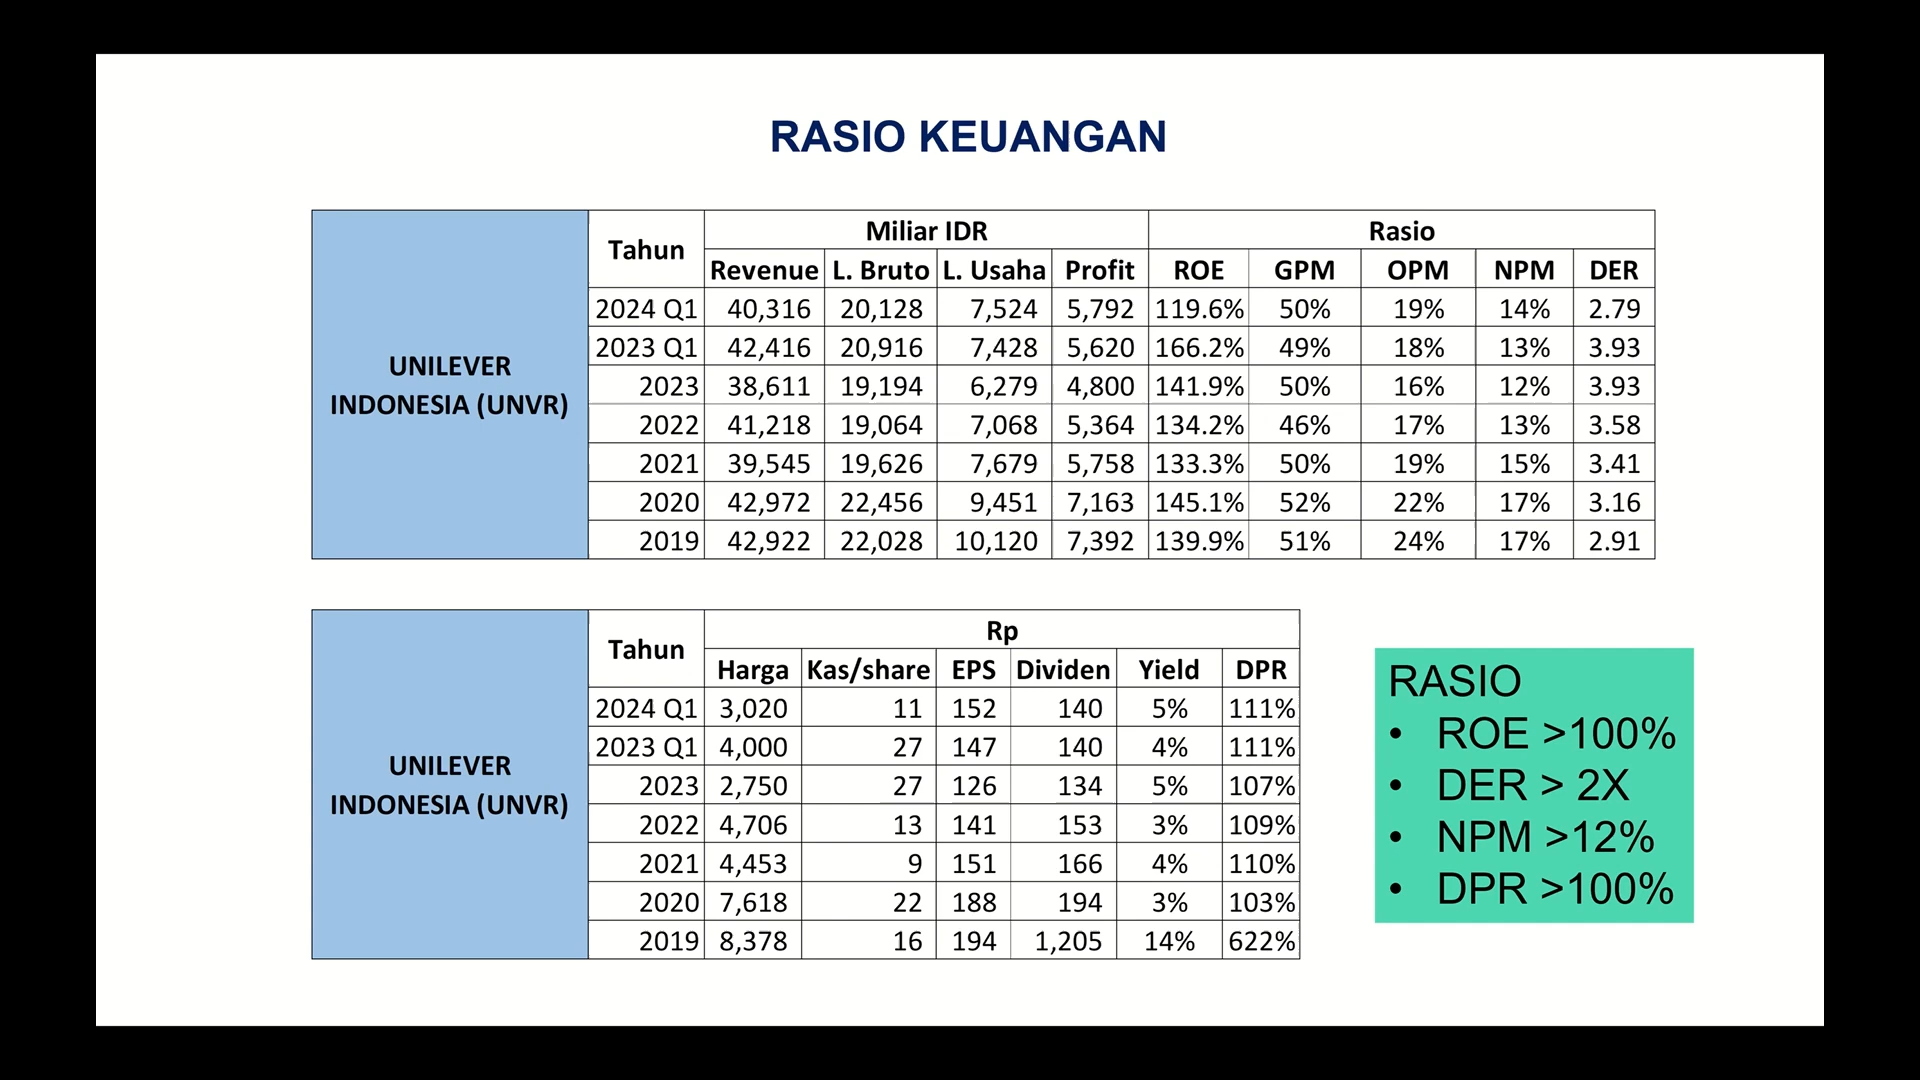 RASIO KEUANGAN
UNILEVER INDONESIA (UNVR)
Tahun Miliar IDR Rasio
Revenue L. Bruto L. Usaha Profit ROE GPM OPM NPM DER
2024 Q1 40,316 20,128 7,524 5,792 119.6% 50% 19% 14% 2.79
2023 Q1 42,416 20,916 7,428 5,620 166.2% 49% 18% 13% 3.93
2023 38,611 19,194 6,279 4,800 141.9% 50% 16% 12% 3.93
2022 41,218 19,064 7,068 5,364 134.2% 46% 17% 13% 3.58
2021 39,545 19,626 7,679 5,758 133.3% 50% 19% 15% 3.41
2020 42,972 22,456 9,451 7,163 145.1% 52% 22% 17% 3.16
2019 42,922 22,028 10,120 7,392 139.9% 51% 24% 17% 2.91
UNILEVER INDONESIA (UNVR)
Tahun Rp
Harga Kas/share EPS Dividen Yield DPR
2024 Q1 3,020 11 152 140 5% 111%
2023 Q1 4,000 27 147 140 4% 111%
2023 2,750 27 126 134 5% 107%
2022 4,706 13 141 153 3% 109%
2021 4,453 9 151 166 4% 110%
2020 7,618 22 188 194 3% 103%
2019 8,378 16 194 1,205 14% 622%
RASIO
• ROE >100%
• DER > 2X
• NPM >12%
• DPR >100%